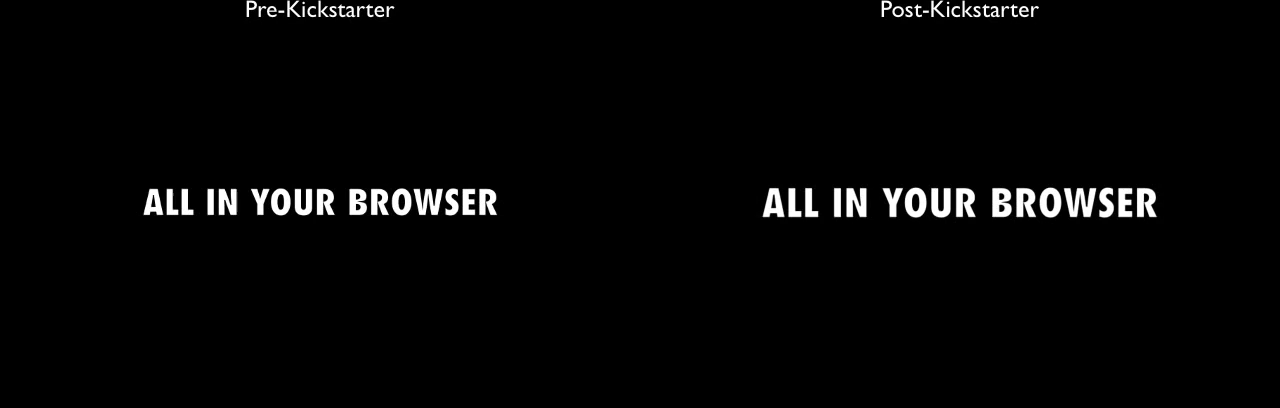 Pre-Kickstarter
Post-Kickstarter
ALL IN YOUR BROWSER
ALL IN YOUR BROWSER